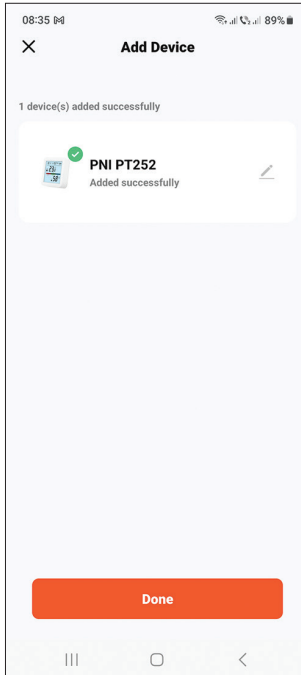 08:35 89%
Add Device
1 device(s) added successfully
PNI PT252
Added successfully
Done